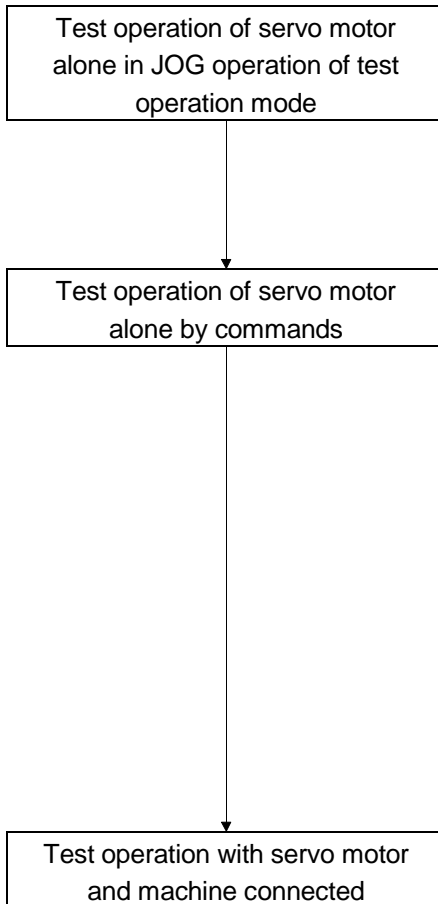 Test operation of servo motor
alone in JOG operation of test
operation mode
Test operation of servo motor
alone by commands
Test operation with servo motor
and machine connected